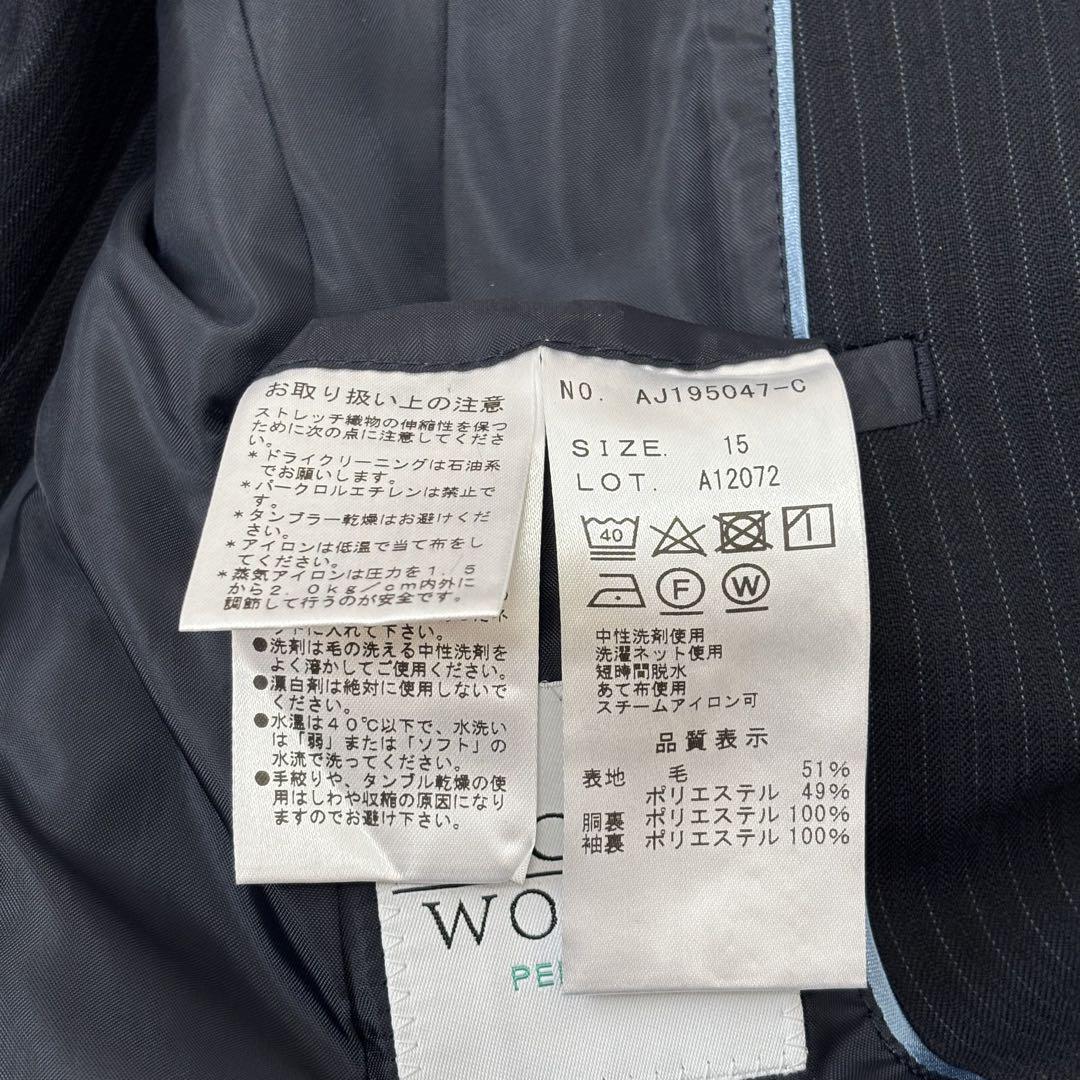 お取り扱い上の注意
ストレッチ織物の伸縮性を保つ
ために次の点に注意してくださ
い。
*ドライクリーニングは石油系
でお願いします。
*パークロルエチレンは禁止で
す。
*タンブラー乾燥はお避けくだ
さい。
*アイロンは低温で当て布をし
てください。
*蒸気アイロンは圧力を1.5
から2.0kg/cm内外に
調節して行うのが安全です。
ットに入れて下さい。
●洗剤は毛の洗える中性洗剤を
よく溶かしてご使用ください。
●漂白剤は絶対に使用しないで
ください。
●水温は40℃以下で、水洗い
は「弱」または「ソフト」の
水流で洗ってください。
●手絞りや、タンブル乾燥の使
用はしわや収縮の原因になり
ますのでお避け下さい。
NO. AJ195047-C
SIZE. 15
LOT. A12072
40
F W
中性洗剤使用
洗濯ネット使用
短時間脱水
あて布使用
スチームアイロン可
品質表示
表地 毛 51%
ポリエステル 49%
胴裏 ポリエステル 100%
袖裏 ポリエステル 100%
WO
PE